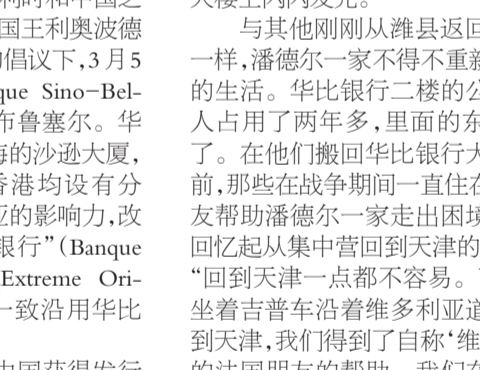 国王利奥波德
的倡议下，3月5
que Sino-Bel-
布鲁塞尔。华
海的沙逊大厦，
香港均设有分
亚的影响力，改
银行”（Banque
Extreme Ori-
一致沿用华比
与其他刚刚从潍县返回
一样，潘德尔一家不得不重新
的生活。华比银行二楼的公
人占用了两年多，里面的东
了。在他们搬回华比银行大
前，那些在战争期间一直住在
友帮助潘德尔一家走出困境
回忆起从集中营回到天津的
“回到天津一点都不容易。
坐着吉普车沿着维多利亚道
到天津，我们得到了自称‘维